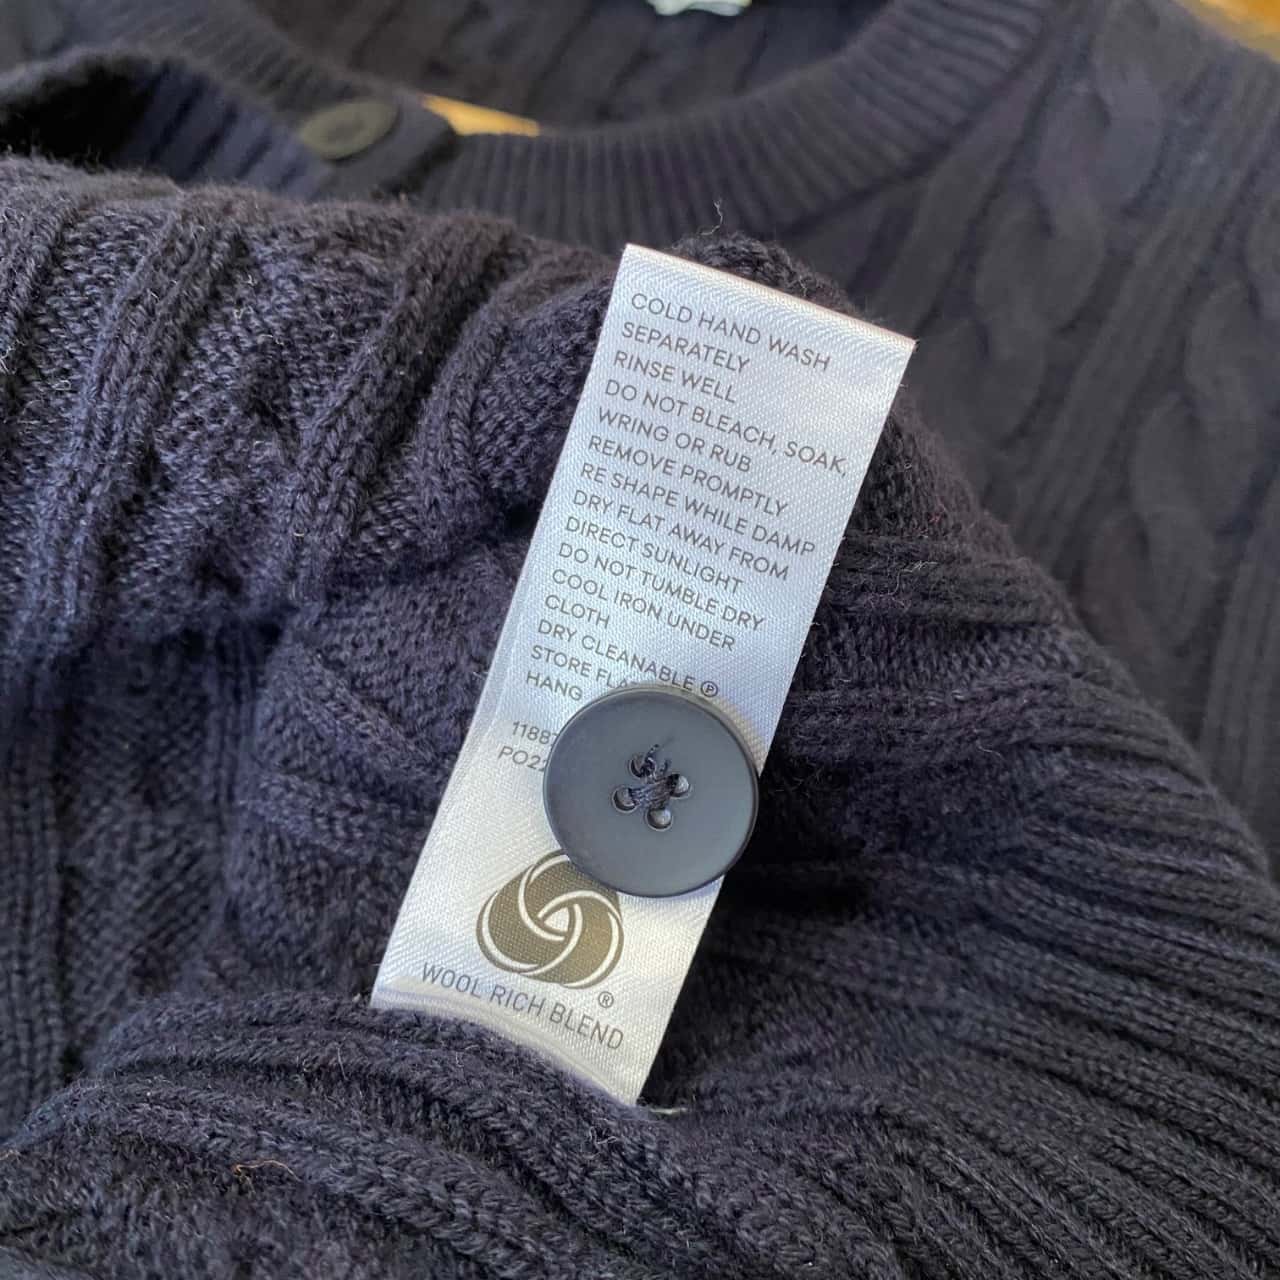 COLD HAND WASH
SEPARATELY
RINSE WELL
DO NOT BLEACH, SOAK,
WRING OR RUB
REMOVE PROMPTLY
RE SHAPE WHILE DAMP
DRY FLAT AWAY FROM
DIRECT SUNLIGHT
DO NOT TUMBLE DRY
COOL IRON UNDER
CLOTH
DRY CLEANABLE Ⓟ
STORE
HANG
®
WOOL RICH BLEND